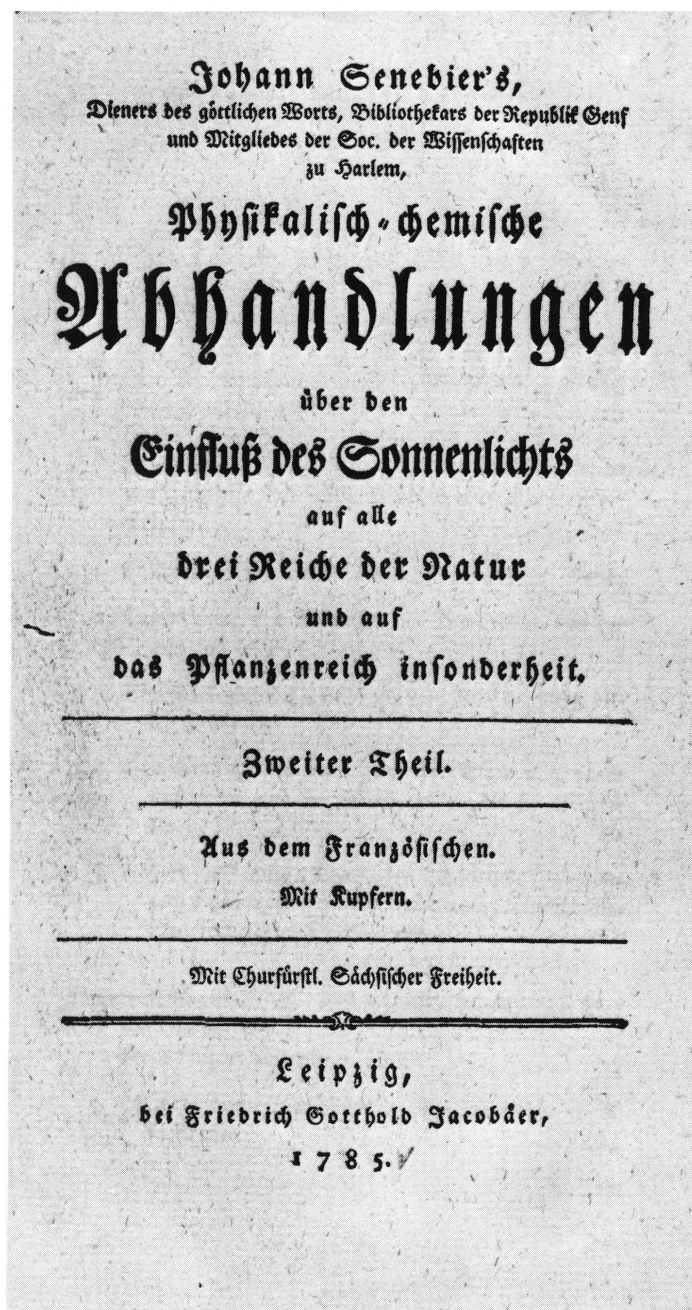 Johann Senebier's,
Dieners des göttlichen Worts, Bibliothekars der Republik Genf
und Mitgliedes der Soc. der Wissenschaften
zu Harlem,
Physikalisch-chemische
Abhandlungen
über den
Einfluß des Sonnenlichts
auf alle
drei Reiche der Natur
und auf
das Pflanzenreich insonderheit.
Zweiter Theil.
Aus dem Französischen.
Mit Kupfern.
Mit Churfürstl. Sächsischer Freiheit.
Leipzig,
bei Friedrich Gotthold Jacobäer,
1785.